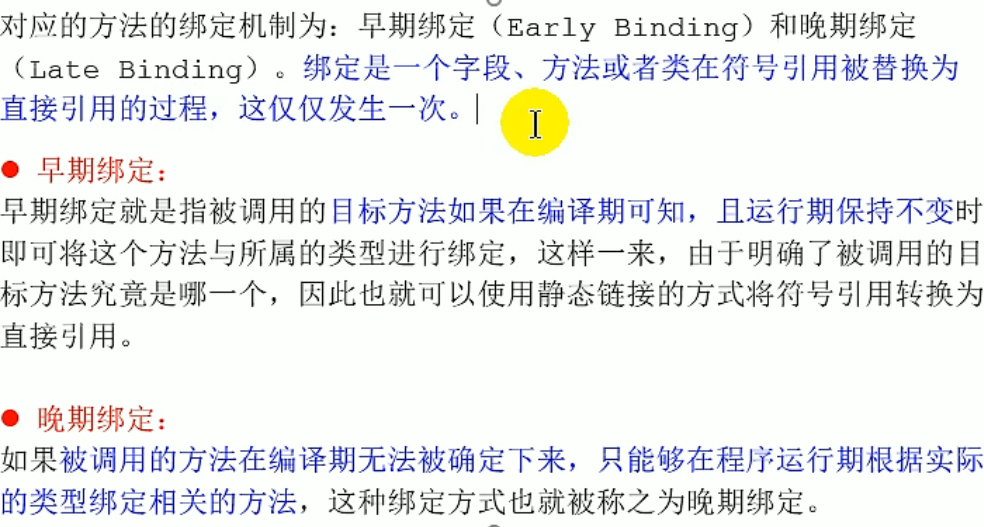 对应的方法的绑定机制为：早期绑定（Early Binding）和晚期绑定
（Late Binding）。绑定是一个字段、方法或者类在符号引用被替换为
直接引用的过程，这仅仅发生一次。
● 早期绑定：
早期绑定就是指被调用的目标方法如果在编译期可知，且运行期保持不变时
即可将这个方法与所属的类型进行绑定，这样一来，由于明确了被调用的目
标方法究竟是哪一个，因此也就可以使用静态链接的方式将符号引用转换为
直接引用。
● 晚期绑定：
如果被调用的方法在编译期无法被确定下来，只能够在程序运行期根据实际
的类型绑定相关的方法，这种绑定方式也就被称之为晚期绑定。